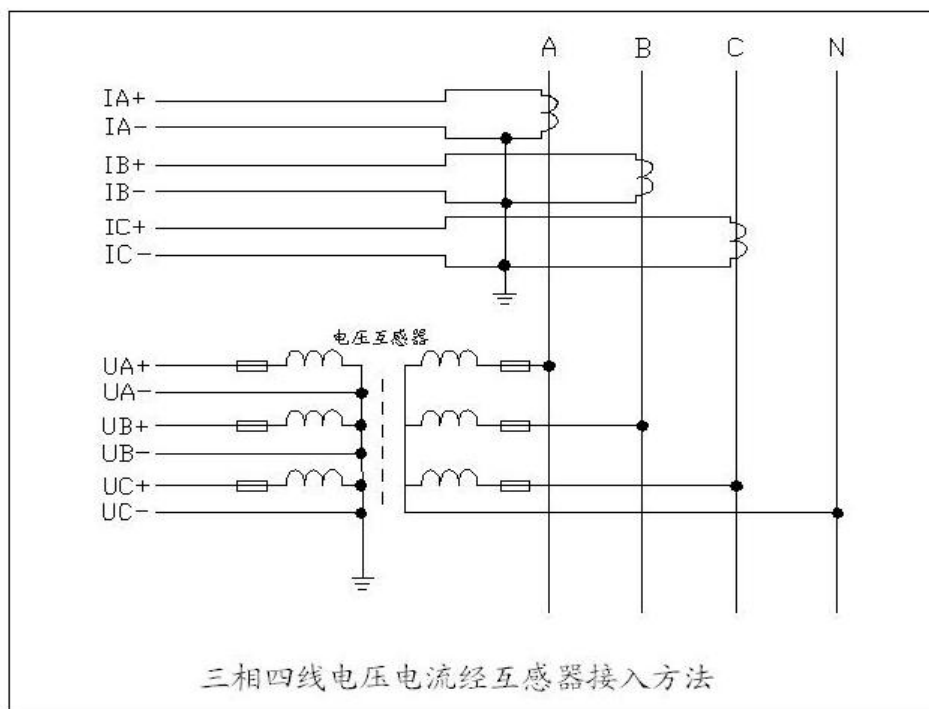 A B C N
IA+
IA-
IB+
IB-
IC+
IC-
电压互感器
UA+
UA-
UB+
UB-
UC+
UC-
三相四线电压电流经互感器接入方法